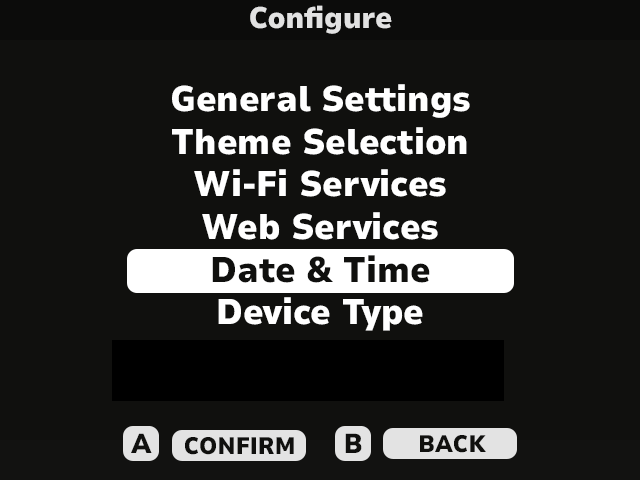 Configure
General Settings
Theme Selection
Wi-Fi Services
Web Services
Date & Time
Device Type
A CONFIRM B BACK